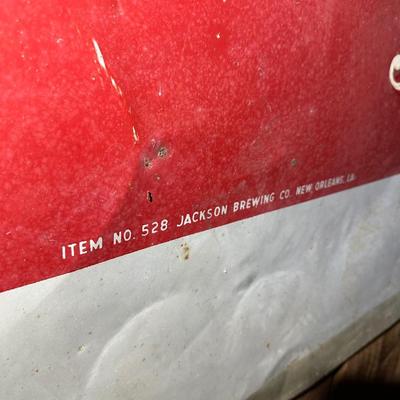 ITEM NO. 528 JACKSON BREWING CO. NEW ORLEANS, LA.